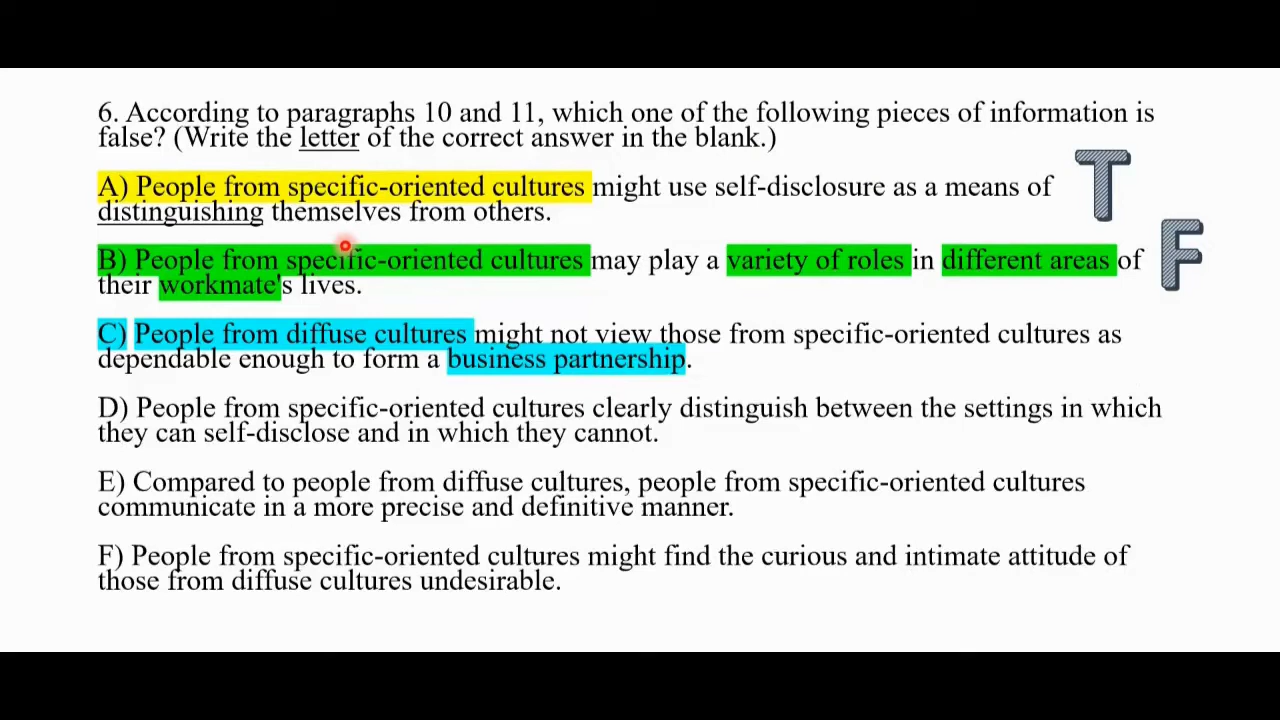 6. According to paragraphs 10 and 11, which one of the following pieces of information is
false? (Write the letter of the correct answer in the blank.)
A) People from specific-oriented cultures might use self-disclosure as a means of
distinguishing themselves from others.
T
B) People from specific-oriented cultures may play a variety of roles in different areas of
their workmate's lives.
F
C) People from diffuse cultures might not view those from specific-oriented cultures as
dependable enough to form a business partnership.
D) People from specific-oriented cultures clearly distinguish between the settings in which
they can self-disclose and in which they cannot.
E) Compared to people from diffuse cultures, people from specific-oriented cultures
communicate in a more precise and definitive manner.
F) People from specific-oriented cultures might find the curious and intimate attitude of
those from diffuse cultures undesirable.